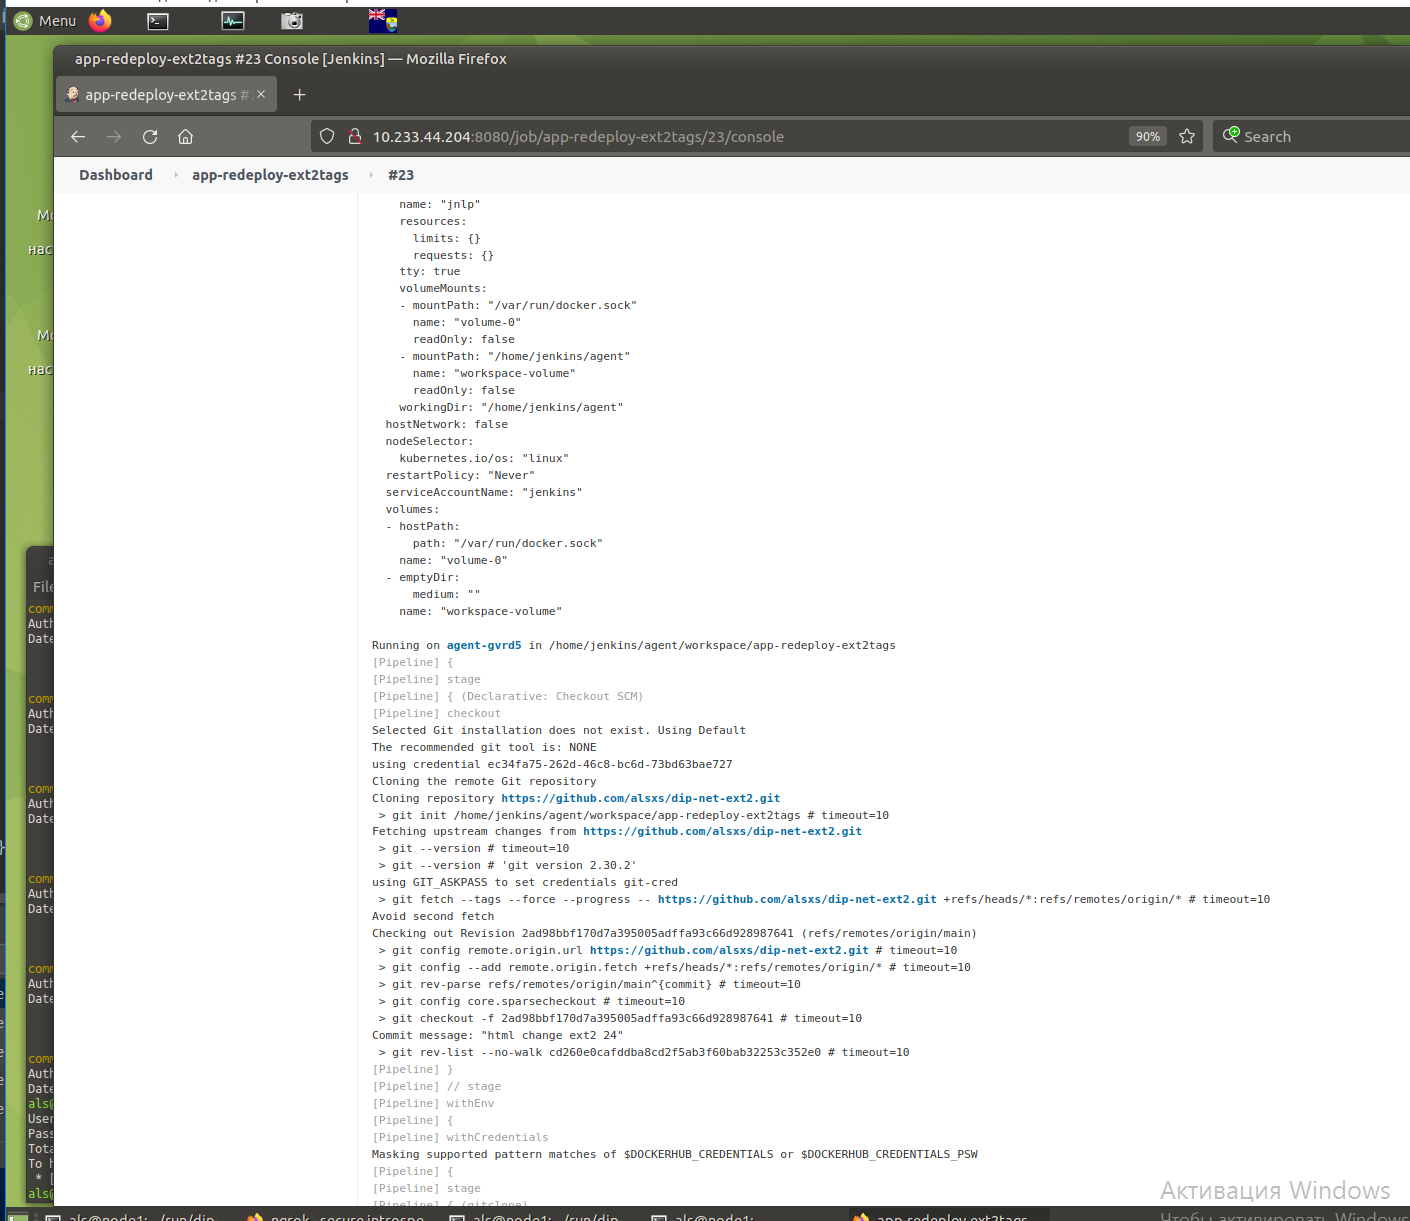 Menu
app-redeploy-ext2tags #23 Console [Jenkins] — Mozilla Firefox
app-redeploy-ext2tags #
10.233.44.204:8080/job/app-redeploy-ext2tags/23/console
90%
Search
Dashboard
app-redeploy-ext2tags
#23
name: "jnlp"
resources:
limits: {}
requests: {}
tty: true
volumeMounts:
- mountPath: "/var/run/docker.sock"
name: "volume-0"
readOnly: false
- mountPath: "/home/jenkins/agent"
name: "workspace-volume"
readOnly: false
workingDir: "/home/jenkins/agent"
hostNetwork: false
nodeSelector:
kubernetes.io/os: "linux"
restartPolicy: "Never"
serviceAccountName: "jenkins"
volumes:
- hostPath:
path: "/var/run/docker.sock"
name: "volume-0"
- emptyDir:
medium: ""
name: "workspace-volume"
Running on agent-gvrd5 in /home/jenkins/agent/workspace/app-redeploy-ext2tags
[Pipeline] {
[Pipeline] stage
[Pipeline] { (Declarative: Checkout SCM)
[Pipeline] checkout
Selected Git installation does not exist. Using Default
The recommended git tool is: NONE
using credential ec34fa75-262d-46c8-bc6d-73bd63bae727
Cloning the remote Git repository
Cloning repository https://github.com/alsxs/dip-net-ext2.git
> git init /home/jenkins/agent/workspace/app-redeploy-ext2tags # timeout=10
Fetching upstream changes from https://github.com/alsxs/dip-net-ext2.git
> git --version # timeout=10
> git --version # 'git version 2.30.2'
using GIT_ASKPASS to set credentials git-cred
> git fetch --tags --force --progress -- https://github.com/alsxs/dip-net-ext2.git +refs/heads/*:refs/remotes/origin/* # timeout=10
Avoid second fetch
Checking out Revision 2ad98bbf170d7a395005adffa93c66d928987641 (refs/remotes/origin/main)
> git config remote.origin.url https://github.com/alsxs/dip-net-ext2.git # timeout=10
> git config --add remote.origin.fetch +refs/heads/*:refs/remotes/origin/* # timeout=10
> git rev-parse refs/remotes/origin/main^{commit} # timeout=10
> git config core.sparsecheckout # timeout=10
> git checkout -f 2ad98bbf170d7a395005adffa93c66d928987641 # timeout=10
Commit message: "html change ext2 24"
> git rev-list --no-walk cd260e0cafddba8cd2f5ab3f60bab32253c352e0 # timeout=10
[Pipeline] }
[Pipeline] // stage
[Pipeline] withEnv
[Pipeline] {
[Pipeline] withCredentials
Masking supported pattern matches of $DOCKERHUB_CREDENTIALS or $DOCKERHUB_CREDENTIALS_PSW
[Pipeline] {
[Pipeline] stage
[Pipeline] { (gitclone)
Активация Windows
Чтобы активировать Windows